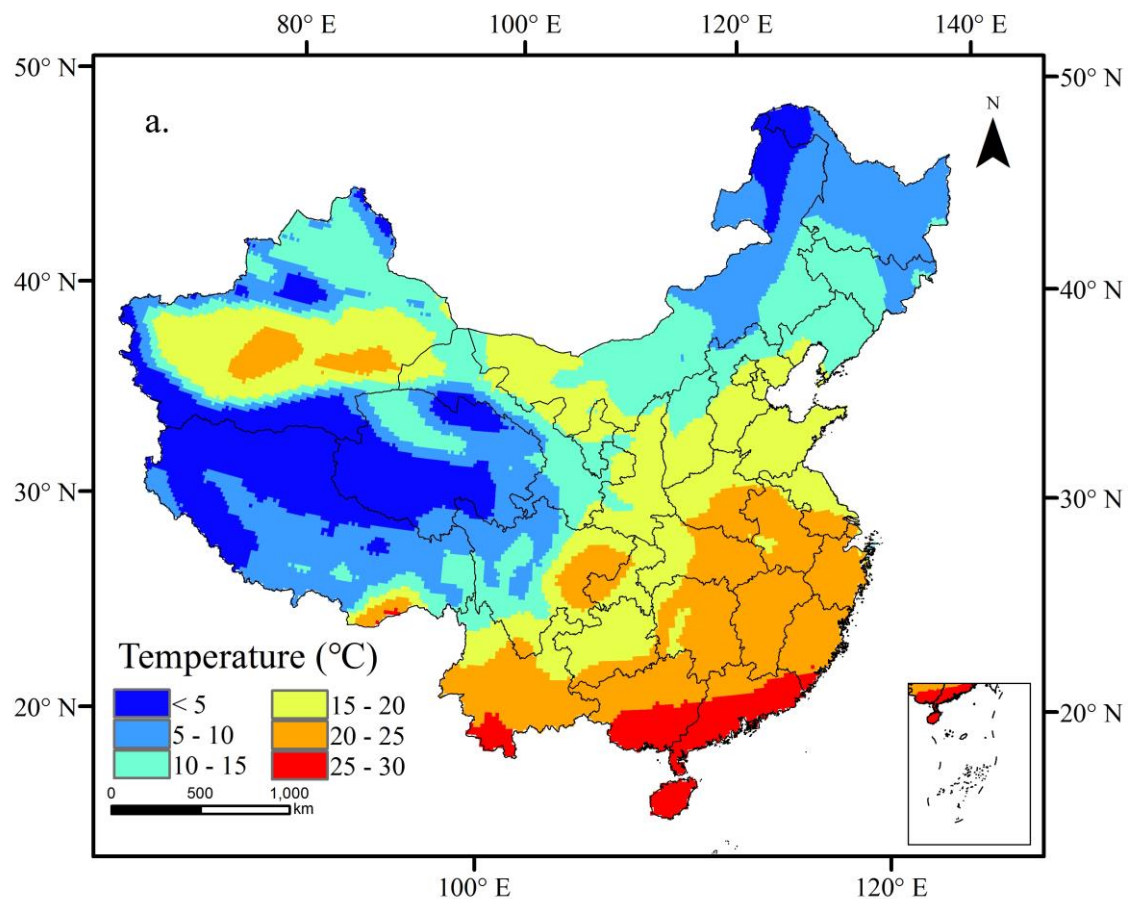 80° E 100° E 120° E 140° E
50° N 50° N
a. N
40° N 40° N
30° N 30° N
Temperature (°C)
< 5 15 - 20
20° N 20° N
5 - 10 20 - 25
10 - 15 25 - 30
0 500 1,000
km
100° E 120° E